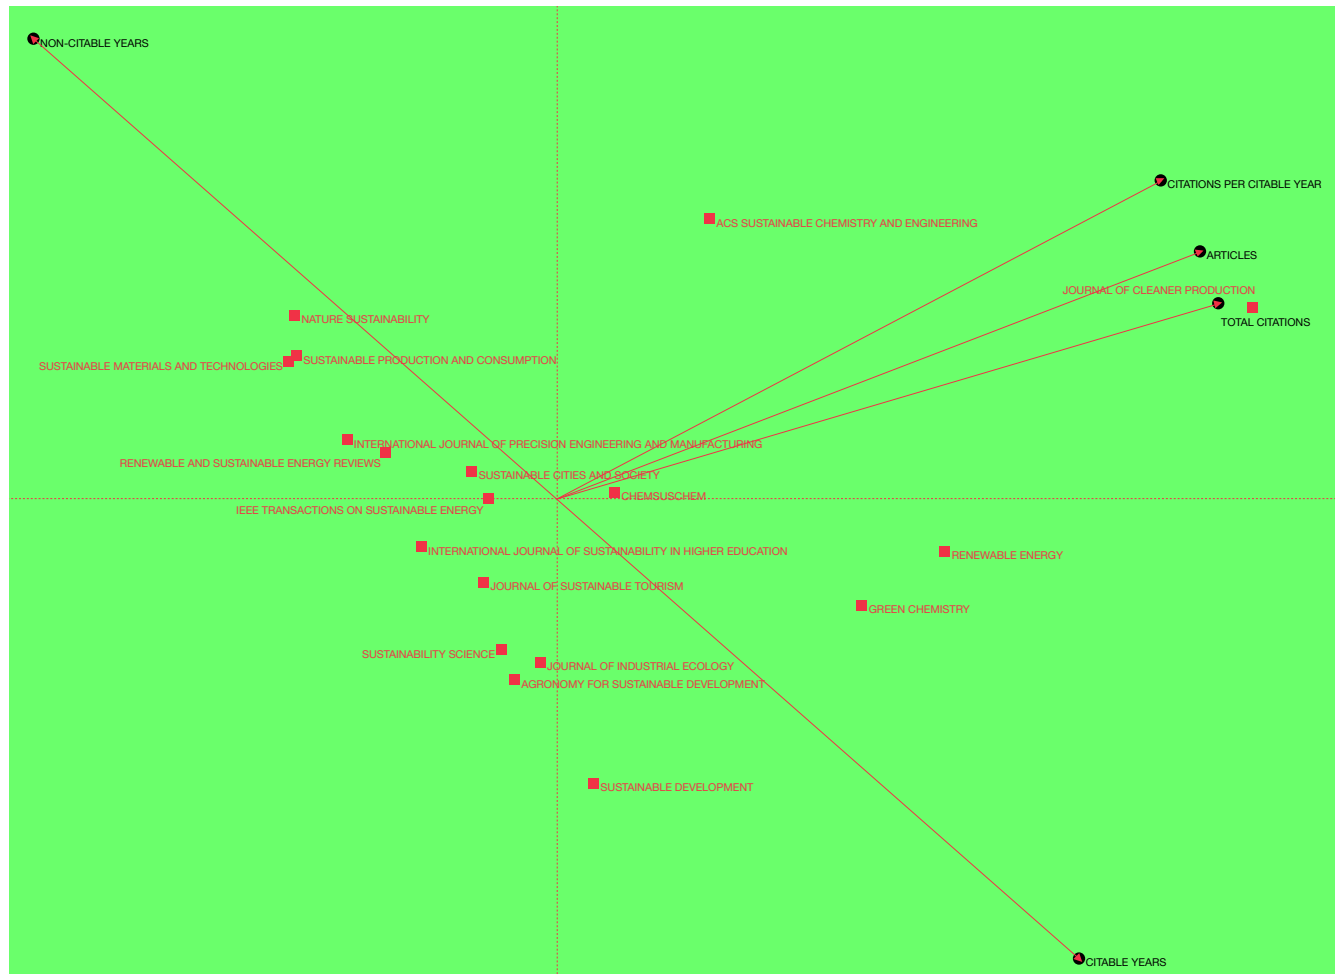 NON-CITABLE YEARS
CITATIONS PER CITABLE YEAR
ACS SUSTAINABLE CHEMISTRY AND ENGINEERING
ARTICLES
JOURNAL OF CLEANER PRODUCTION
TOTAL CITATIONS
NATURE SUSTAINABILITY
SUSTAINABLE PRODUCTION AND CONSUMPTION
SUSTAINABLE MATERIALS AND TECHNOLOGIES
INTERNATIONAL JOURNAL OF PRECISION ENGINEERING AND MANUFACTURING
RENEWABLE AND SUSTAINABLE ENERGY REVIEWS
SUSTAINABLE CITIES AND SOCIETY
CHEMSUSCHEM
IEEE TRANSACTIONS ON SUSTAINABLE ENERGY
INTERNATIONAL JOURNAL OF SUSTAINABILITY IN HIGHER EDUCATION
RENEWABLE ENERGY
JOURNAL OF SUSTAINABLE TOURISM
GREEN CHEMISTRY
SUSTAINABILITY SCIENCE
JOURNAL OF INDUSTRIAL ECOLOGY
AGRONOMY FOR SUSTAINABLE DEVELOPMENT
SUSTAINABLE DEVELOPMENT
CITABLE YEARS